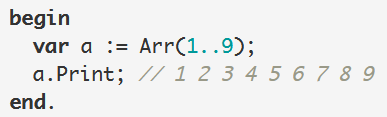 begin
  var a := Arr(1..9);
  a.Print; // 1 2 3 4 5 6 7 8 9
end.